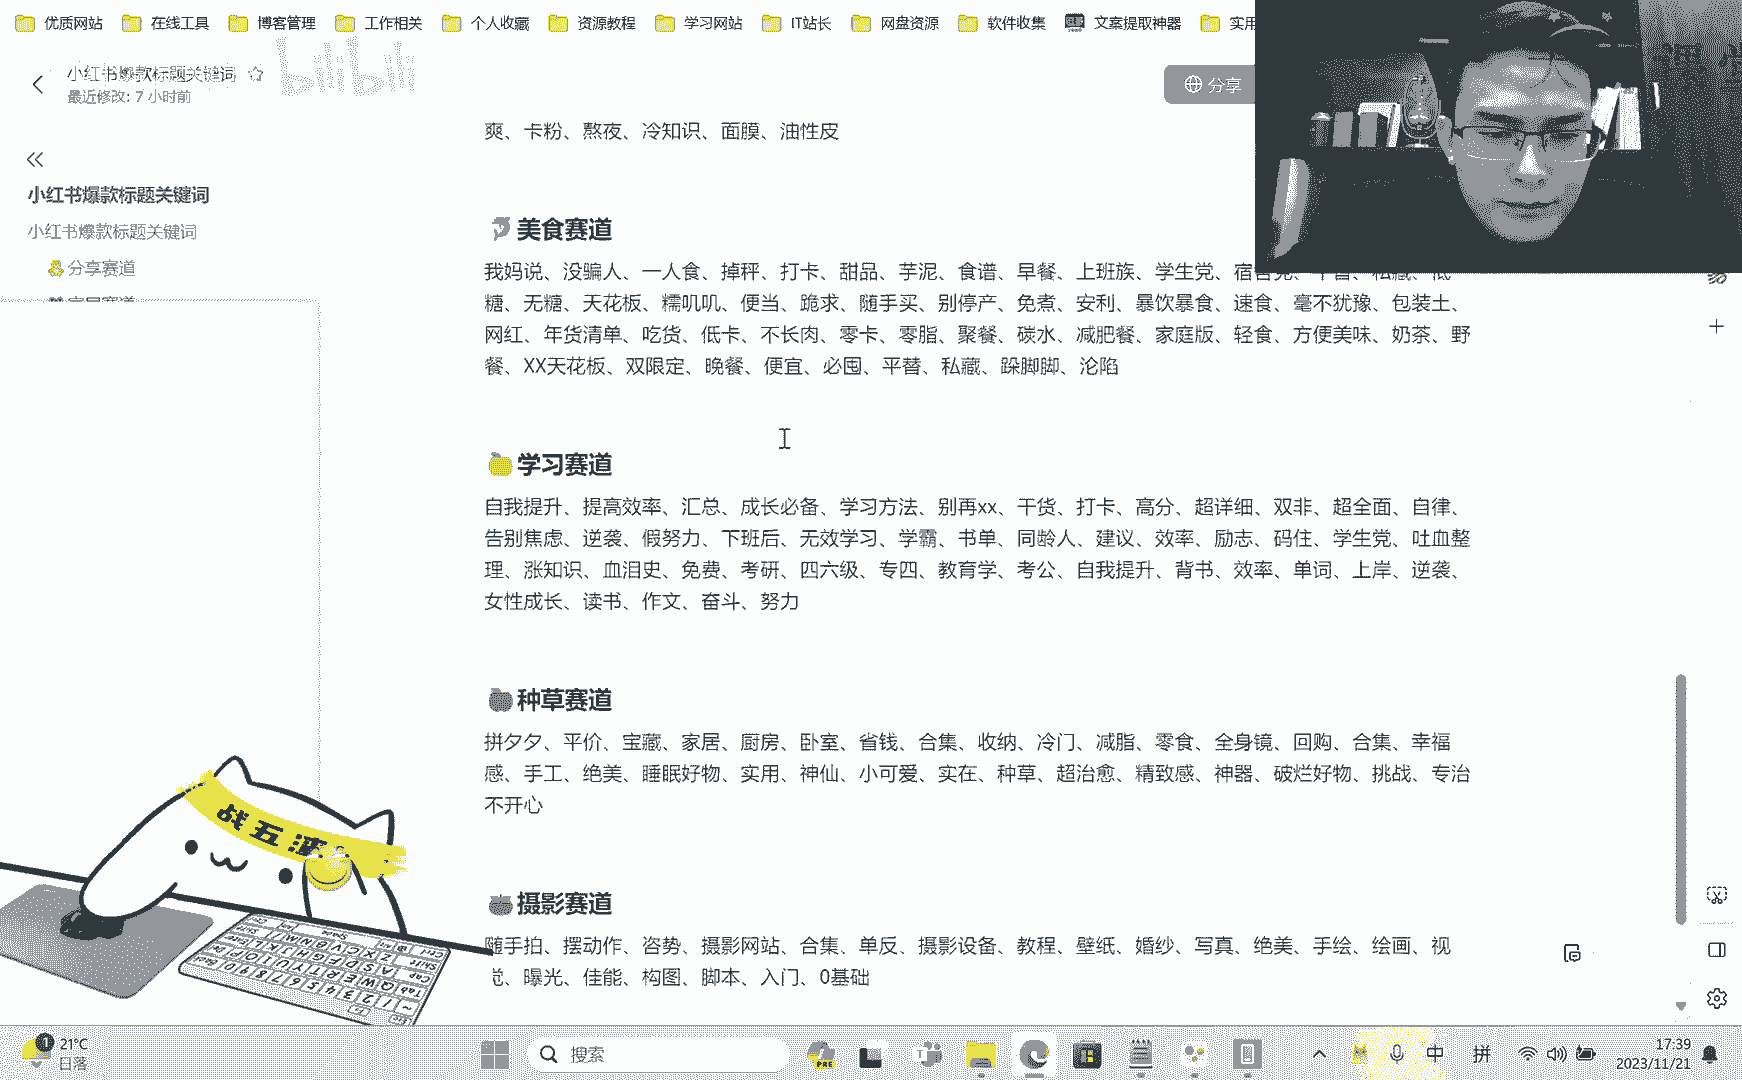 优质网站 在线工具 博客管理 工作相关 个人收藏 资源教程 学习网站 IT站长 网盘资源 软件收集 文案提取神器 实用
小红书爆款标题关键词
bilibili
最近修改: 7 小时前
分享
爽、卡粉、熬夜、冷知识、面膜、油性皮
小红书爆款标题关键词
小红书爆款标题关键词
分享赛道
美食赛道
我妈说、没骗人、一人食、掉秤、打卡、甜品、芋泥、食谱、早餐、上班族、学生党、
糖、无糖、天花板、糯叽叽、便当、跪求、随手买、别停产、免煮、安利、暴饮暴食、速食、毫不犹豫、包装土、
网红、年货清单、吃货、低卡、不长肉、零卡、零脂、聚餐、碳水、减肥餐、家庭版、轻食、方便美味、奶茶、野
餐、XX天花板、双限定、晚餐、便宜、必囤、平替、私藏、跺脚脚、沦陷
学习赛道
自我提升、提高效率、汇总、成长必备、学习方法、别再xx、干货、打卡、高分、超详细、双非、超全面、自律、
告别焦虑、逆袭、假努力、下班后、无效学习、学霸、书单、同龄人、建议、效率、励志、码住、学生党、吐血整
理、涨知识、血泪史、免费、考研、四六级、专四、教育学、考公、自我提升、背书、效率、单词、上岸、逆袭、
女性成长、读书、作文、奋斗、努力
种草赛道
拼夕夕、平价、宝藏、家居、厨房、卧室、省钱、合集、收纳、冷门、减脂、零食、全身镜、回购、合集、幸福
感、手工、绝美、睡眠好物、实用、神仙、小可爱、实在、种草、超治愈、精致感、神器、破烂好物、挑战、专治
不开心
摄影赛道
随手拍、摆动作、咨势、摄影网站、合集、单反、摄影设备、教程、壁纸、婚纱、写真、绝美、手绘、绘画、视
觉、曝光、佳能、构图、脚本、入门、0基础
战五渣
21°C
日落
搜索
PRE
中 拼
17:39
2023/11/21